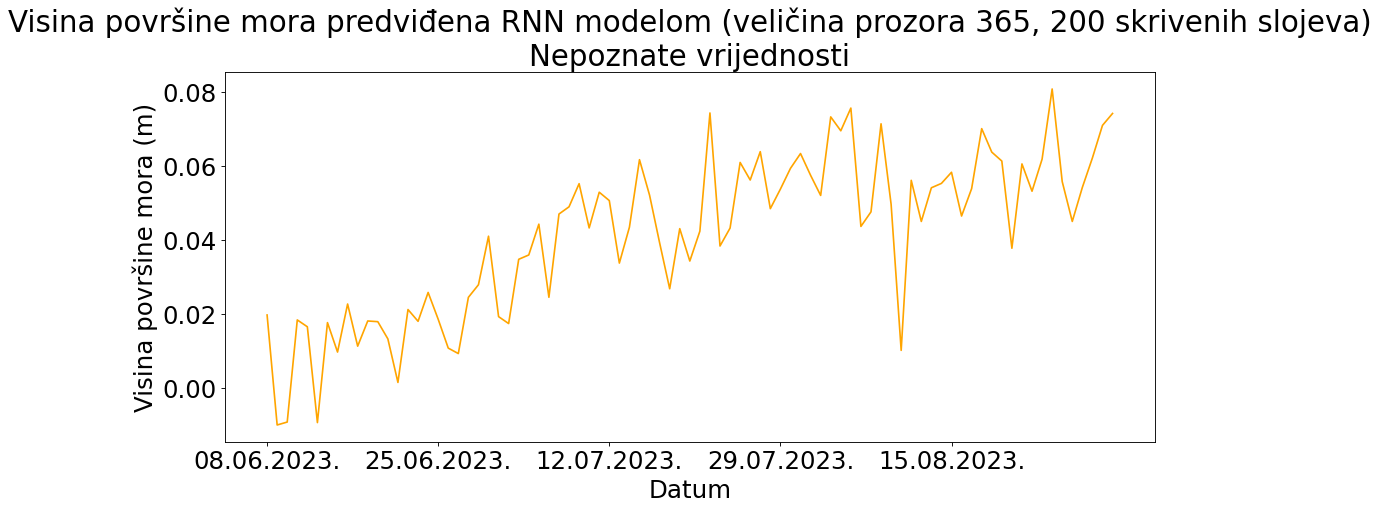 Visina površine mora predviđena RNN modelom (veličina prozora 365, 200 skrivenih slojeva)
Nepoznate vrijednosti
Visina površine mora (m)
0.08
0.06
0.04
0.02
0.00
08.06.2023. 25.06.2023. 12.07.2023. 29.07.2023. 15.08.2023.
Datum